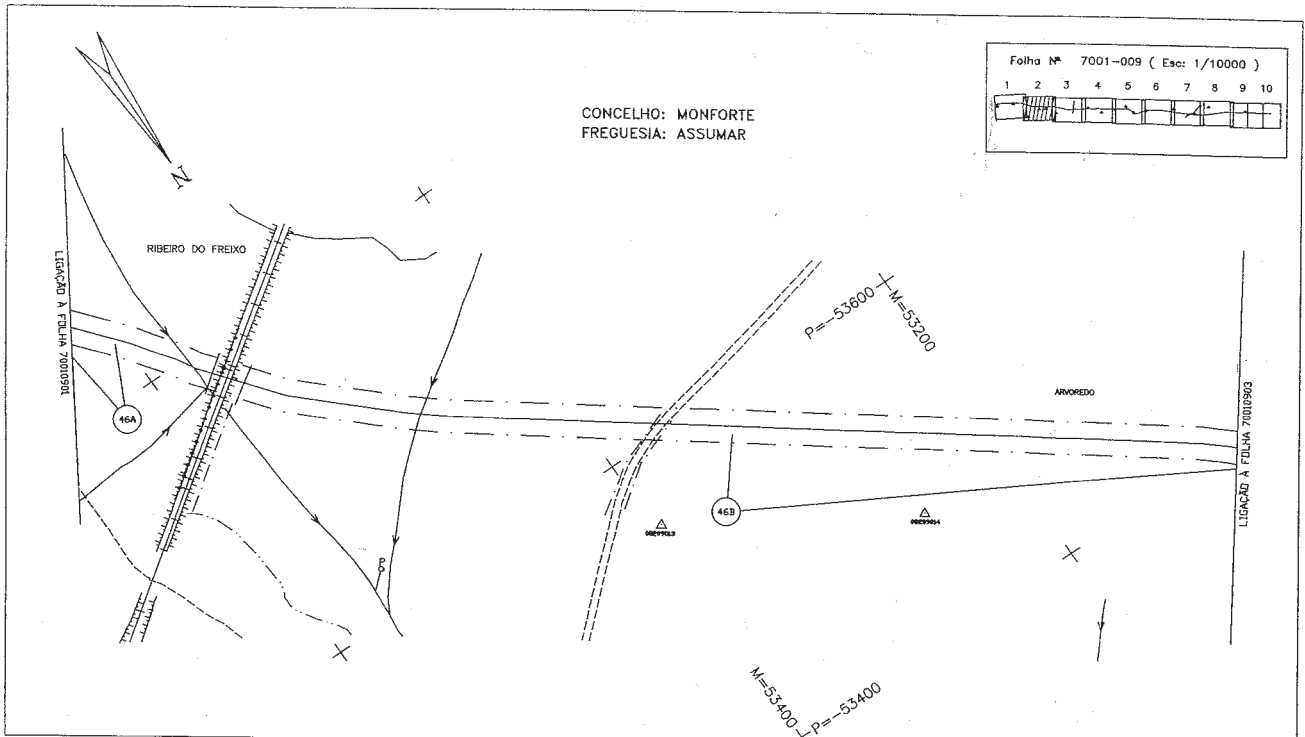 Folha Nº 7001-009 ( Esc: 1/10000 )
1 2 3 4 5 6 7 8 9 10
CONCELHO: MONFORTE
FREGUESIA: ASSUMAR
N
RIBEIRO DO FREIXO
LIGAÇÃO À FOLHA 70010901
P=-53600
M=53200
ARVOREDO
46A
LIGAÇÃO À FOLHA 70010903
46B
M=53400
P=-53400